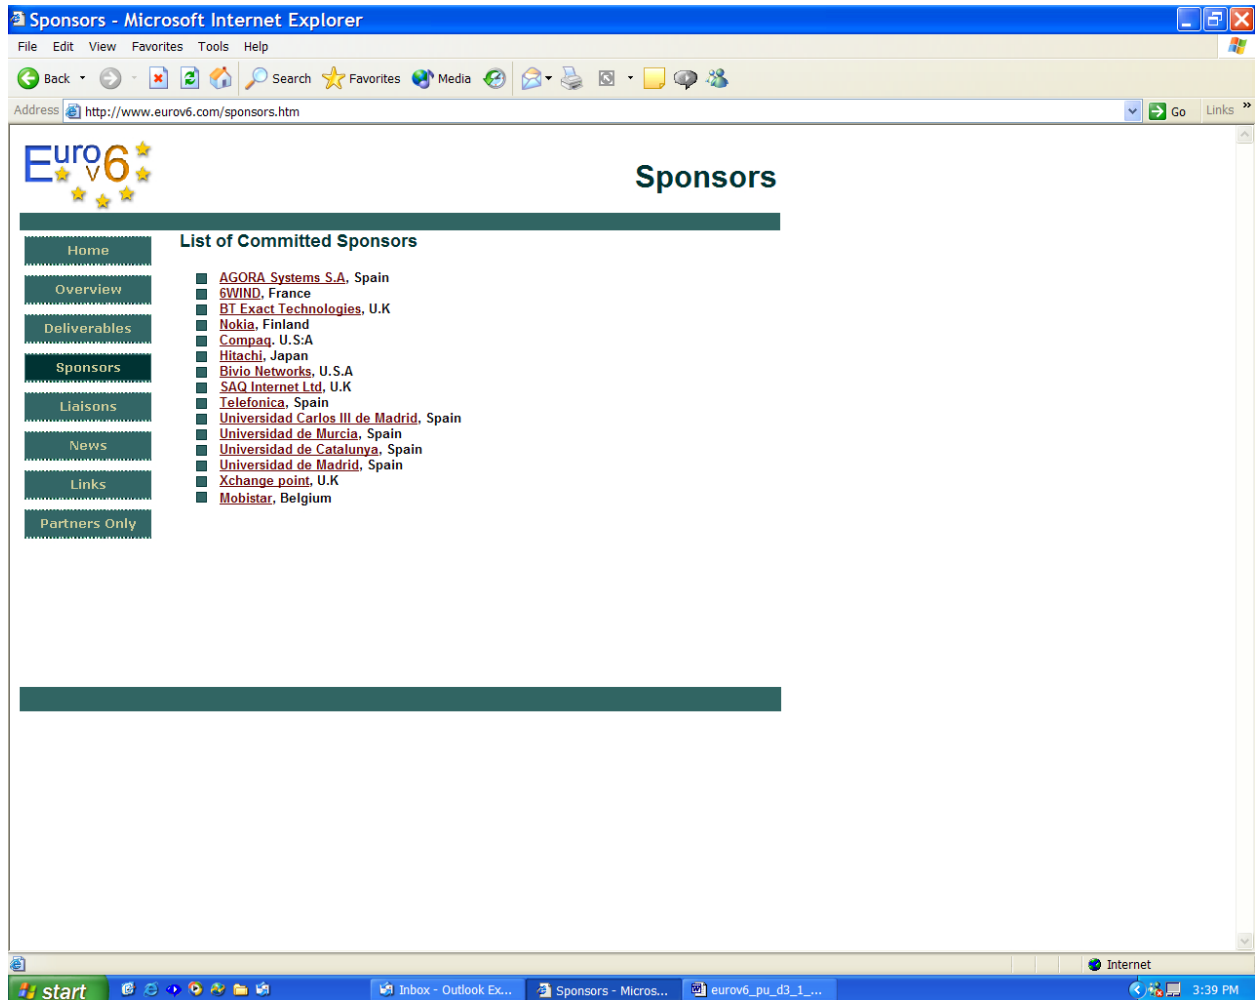 Sponsors - Microsoft Internet Explorer
File Edit View Favorites Tools Help
Back Search Favorites Media
Address http://www.eurov6.com/sponsors.htm Go Links »
Eurov6
Sponsors
Home
Overview
Deliverables
Sponsors
Liaisons
News
Links
Partners Only
List of Committed Sponsors
AGORA Systems S.A, Spain
6WIND, France
BT Exact Technologies, U.K
Nokia, Finland
Compaq. U.S:A
Hitachi, Japan
Bivio Networks, U.S.A
SAQ Internet Ltd, U.K
Telefonica, Spain
Universidad Carlos III de Madrid, Spain
Universidad de Murcia, Spain
Universidad de Catalunya, Spain
Universidad de Madrid, Spain
Xchange point, U.K
Mobistar, Belgium
Internet
start Inbox - Outlook Ex... Sponsors - Micros... eurov6_pu_d3_1_... 3:39 PM